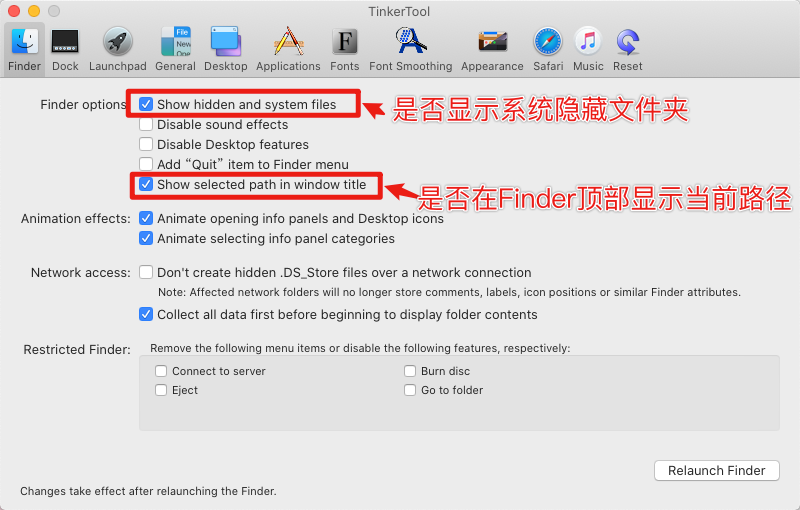 TinkerTool
Finder Dock Launchpad General Desktop Applications Fonts Font Smoothing Appearance Safari Music Reset
Finder options: Show hidden and system files
是否显示系统隐藏文件夹
Disable sound effects
Disable Desktop features
Add “Quit” item to Finder menu
Show selected path in window title
是否在Finder顶部显示当前路径
Animation effects: Animate opening info panels and Desktop icons
Animate selecting info panel categories
Network access: Don't create hidden .DS_Store files over a network connection
Note: Affected network folders will no longer store comments, labels, icon positions or similar Finder attributes.
Collect all data first before beginning to display folder contents
Restricted Finder: Remove the following menu items or disable the following features, respectively:
Connect to server Burn disc
Eject Go to folder
Relaunch Finder
Changes take effect after relaunching the Finder.